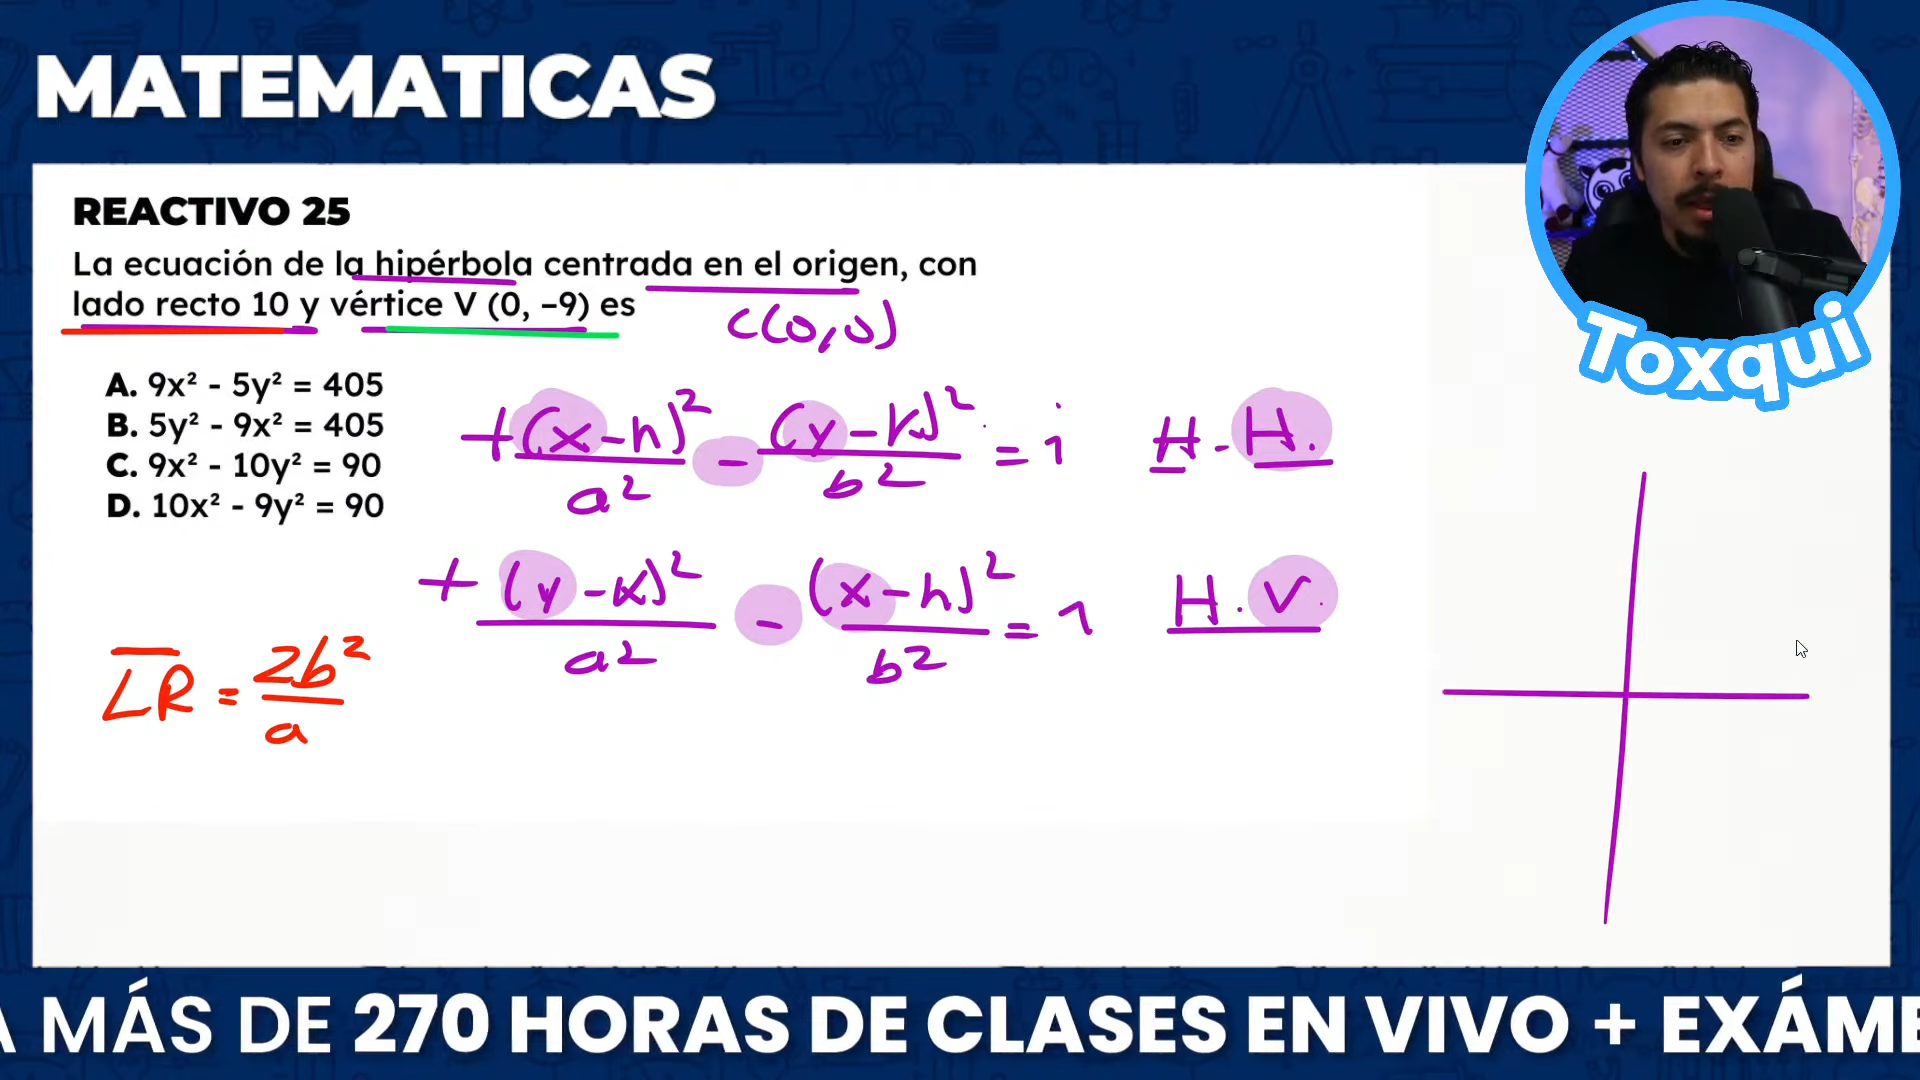 MATEMATICAS
REACTIVO 25
La ecuación de la hipérbola centrada en el origen, con
lado recto 10 y vértice V (0, –9) es
C(0,0)
A. 9x² - 5y² = 405
B. 5y² - 9x² = 405
C. 9x² - 10y² = 90
D. 10x² - 9y² = 90
+(x-h)²/a² - (y-k)²/b² = 1 H.H.
+(y-k)²/a² - (x-h)²/b² = 1 H.V.
LR = 2b²/a
Toxqui
A MÁS DE 270 HORAS DE CLASES EN VIVO + EXÁME